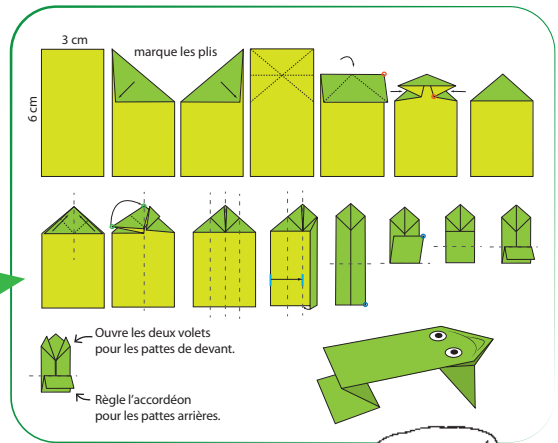 3 cm
marque les plis
6 cm
Ouvre les deux volets
pour les pattes de devant.
Règle l'accordéon
pour les pattes arrières.